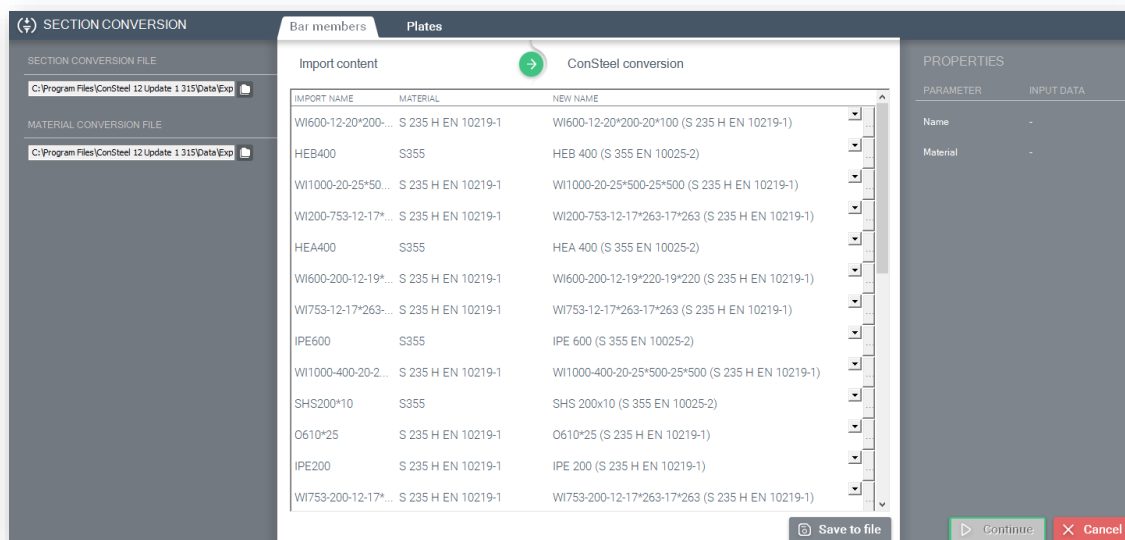 SECTION CONVERSION
Bar members
Plates
SECTION CONVERSION FILE
C:\Program Files\ConSteel 12 Update 1 315\Data\Exp
MATERIAL CONVERSION FILE
C:\Program Files\ConSteel 12 Update 1 315\Data\Exp
Import content
ConSteel conversion
IMPORT NAME MATERIAL NEW NAME
WI600-12-20*200-... S 235 H EN 10219-1 WI600-12-20*200-20*100 (S 235 H EN 10219-1)
HEB400 S355 HEB 400 (S 355 EN 10025-2)
WI1000-20-25*50... S 235 H EN 10219-1 WI1000-20-25*500-25*500 (S 235 H EN 10219-1)
WI200-753-12-17*... S 235 H EN 10219-1 WI200-753-12-17*263-17*263 (S 235 H EN 10219-1)
HEA400 S355 HEA 400 (S 355 EN 10025-2)
WI600-200-12-19*... S 235 H EN 10219-1 WI600-200-12-19*220-19*220 (S 235 H EN 10219-1)
WI753-12-17*263-... S 235 H EN 10219-1 WI753-12-17*263-17*263 (S 235 H EN 10219-1)
IPE600 S355 IPE 600 (S 355 EN 10025-2)
WI1000-400-20-2... S 235 H EN 10219-1 WI1000-400-20-25*500-25*500 (S 235 H EN 10219-1)
SHS200*10 S355 SHS 200x10 (S 355 EN 10025-2)
O610*25 S 235 H EN 10219-1 O610*25 (S 235 H EN 10219-1)
IPE200 S 235 H EN 10219-1 IPE 200 (S 235 H EN 10219-1)
WI753-200-12-17*... S 235 H EN 10219-1 WI753-200-12-17*263-17*263 (S 235 H EN 10219-1)
Save to file
PROPERTIES
PARAMETER INPUT DATA
Name -
Material -
Continue
Cancel